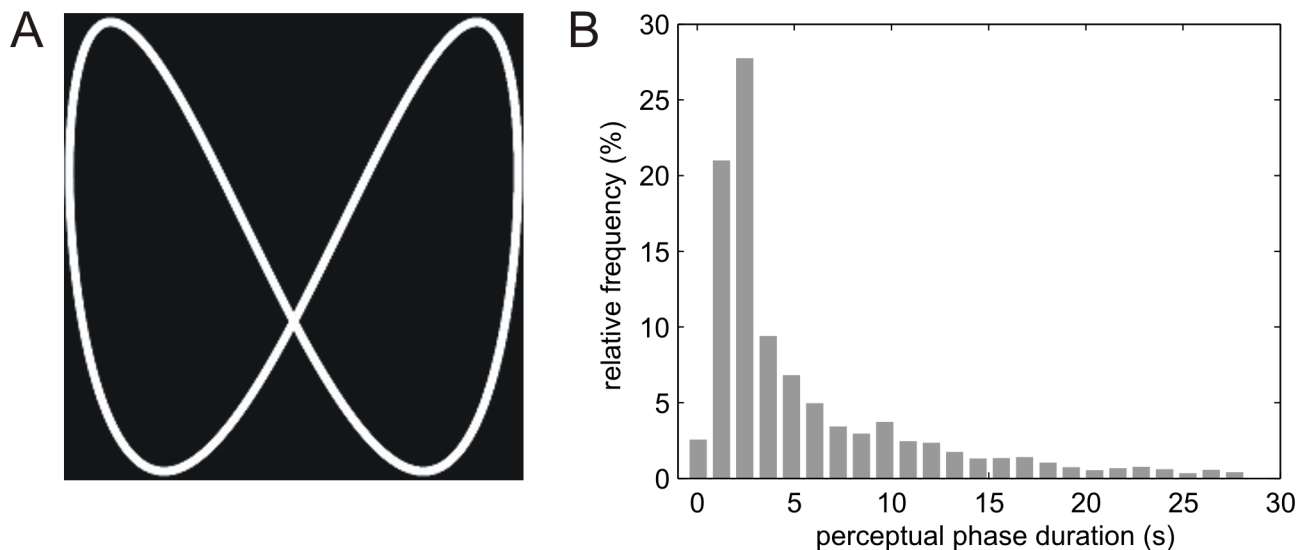 A
B
30
25
20
15
10
5
0
relative frequency (%)
0 5 10 15 20 25 30
perceptual phase duration (s)